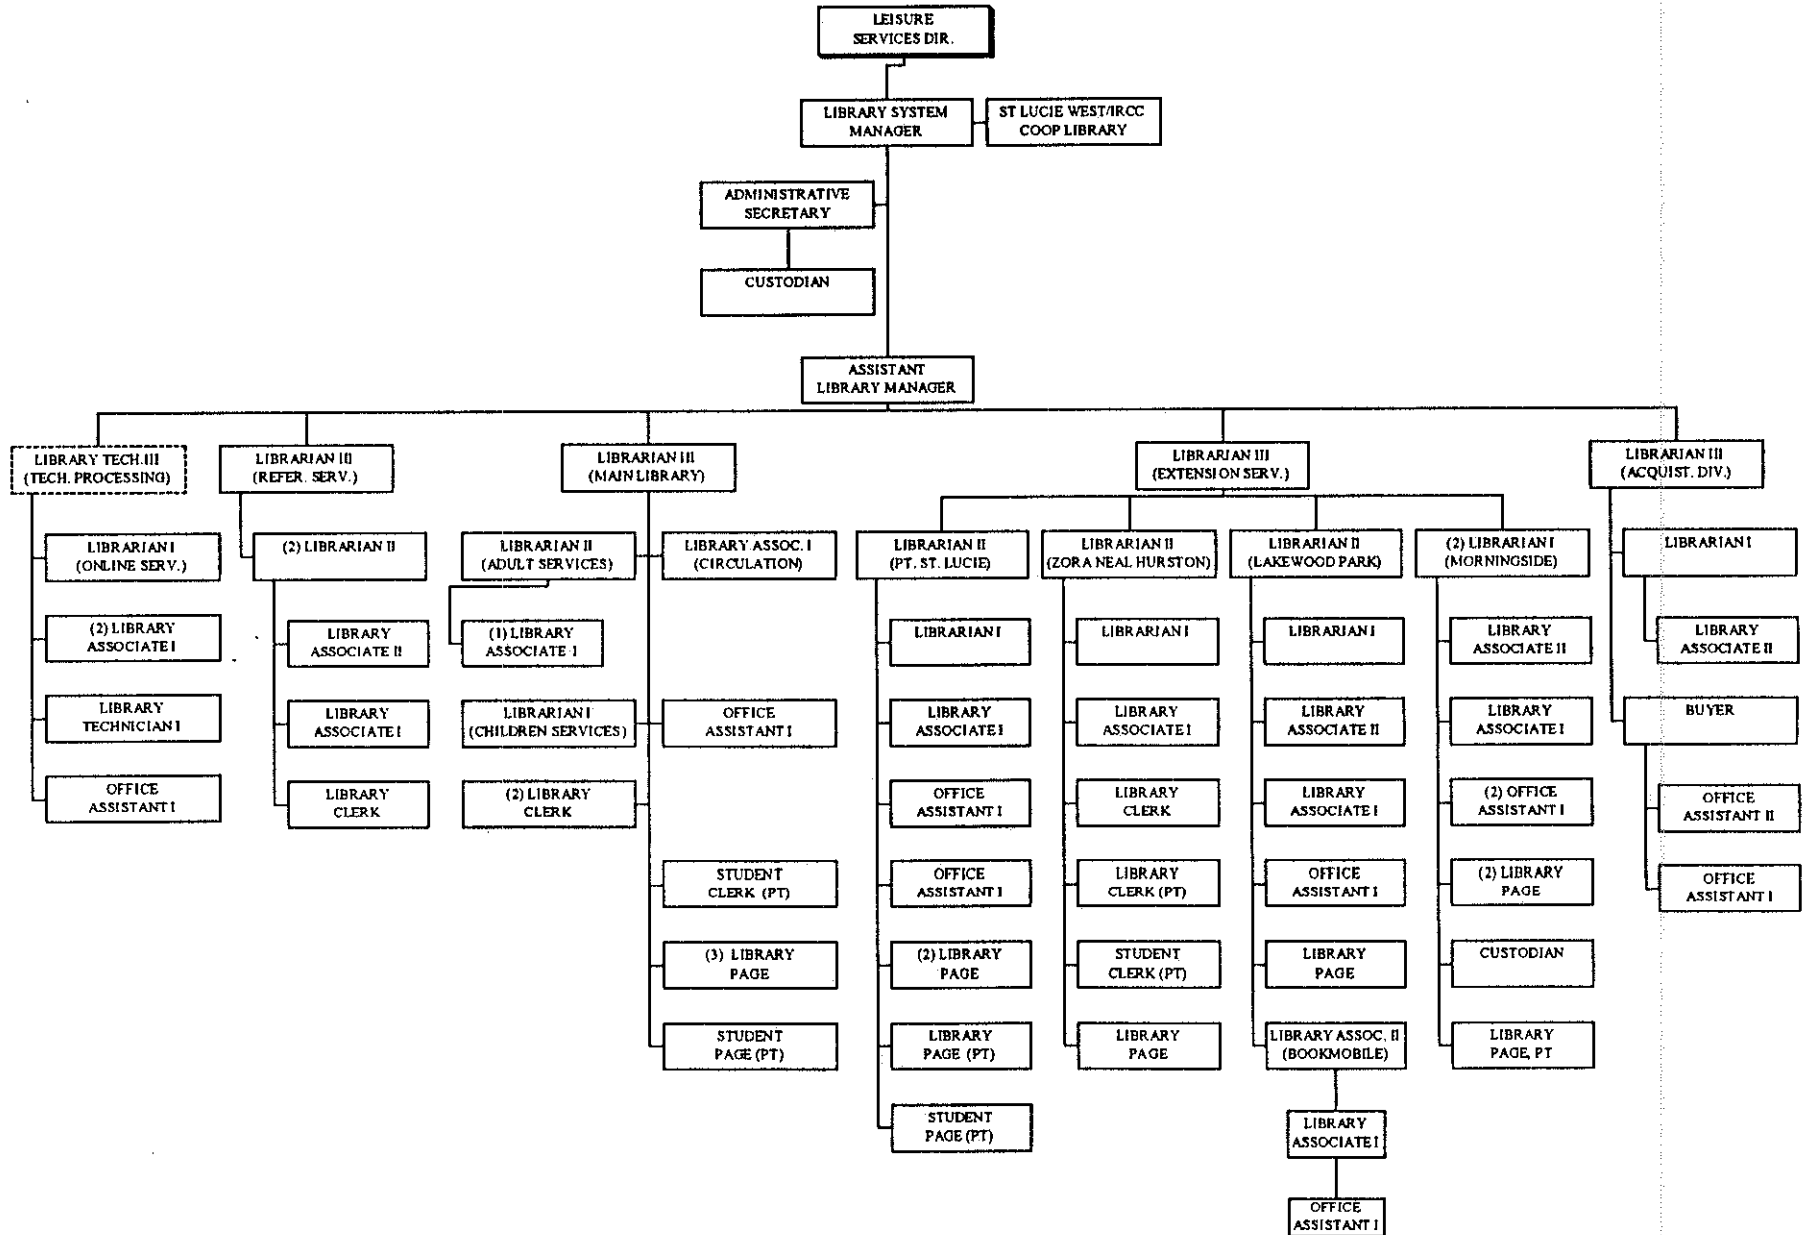 LEISURE
SERVICES DIR.
LIBRARY SYSTEM
MANAGER
ST LUCIE WEST/IRCC
COOP LIBRARY
ADMINISTRATIVE
SECRETARY
CUSTODIAN
ASSISTANT
LIBRARY MANAGER
LIBRARY TECH.III
(TECH. PROCESSING)
LIBRARIAN III
(REFER. SERV.)
LIBRARIAN III
(MAIN LIBRARY)
LIBRARIAN III
(EXTENSION SERV.)
LIBRARIAN III
(ACQUIST. DIV.)
LIBRARIAN I
(ONLINE SERV.)
(2) LIBRARY
ASSOCIATE I
LIBRARY
TECHNICIAN I
OFFICE
ASSISTANT I
(2) LIBRARIAN II
LIBRARY
ASSOCIATE II
LIBRARY
ASSOCIATE I
LIBRARY
CLERK
LIBRARIAN II
(ADULT SERVICES)
(1) LIBRARY
ASSOCIATE I
LIBRARIAN I
(CHILDREN SERVICES)
(2) LIBRARY
CLERK
LIBRARY ASSOC. I
(CIRCULATION)
OFFICE
ASSISTANT I
STUDENT
CLERK (PT)
(3) LIBRARY
PAGE
STUDENT
PAGE (PT)
LIBRARIAN II
(PT. ST. LUCIE)
LIBRARIAN I
LIBRARY
ASSOCIATE I
OFFICE
ASSISTANT I
OFFICE
ASSISTANT I
(2) LIBRARY
PAGE
LIBRARY
PAGE (PT)
STUDENT
PAGE (PT)
LIBRARIAN II
(ZORA NEAL HURSTON)
LIBRARIAN I
LIBRARY
ASSOCIATE I
LIBRARY
CLERK
LIBRARY
CLERK (PT)
STUDENT
CLERK (PT)
LIBRARY
PAGE
LIBRARIAN II
(LAKEWOOD PARK)
LIBRARIAN I
LIBRARY
ASSOCIATE II
LIBRARY
ASSOCIATE I
OFFICE
ASSISTANT I
LIBRARY
PAGE
LIBRARY ASSOC. II
(BOOKMOBILE)
LIBRARY
ASSOCIATE I
OFFICE
ASSISTANT I
(2) LIBRARIAN I
(MORNINGSIDE)
LIBRARY
ASSOCIATE II
LIBRARY
ASSOCIATE I
(2) OFFICE
ASSISTANT I
(2) LIBRARY
PAGE
CUSTODIAN
LIBRARY
PAGE, PT
LIBRARIAN I
LIBRARY
ASSOCIATE II
BUYER
OFFICE
ASSISTANT II
OFFICE
ASSISTANT I